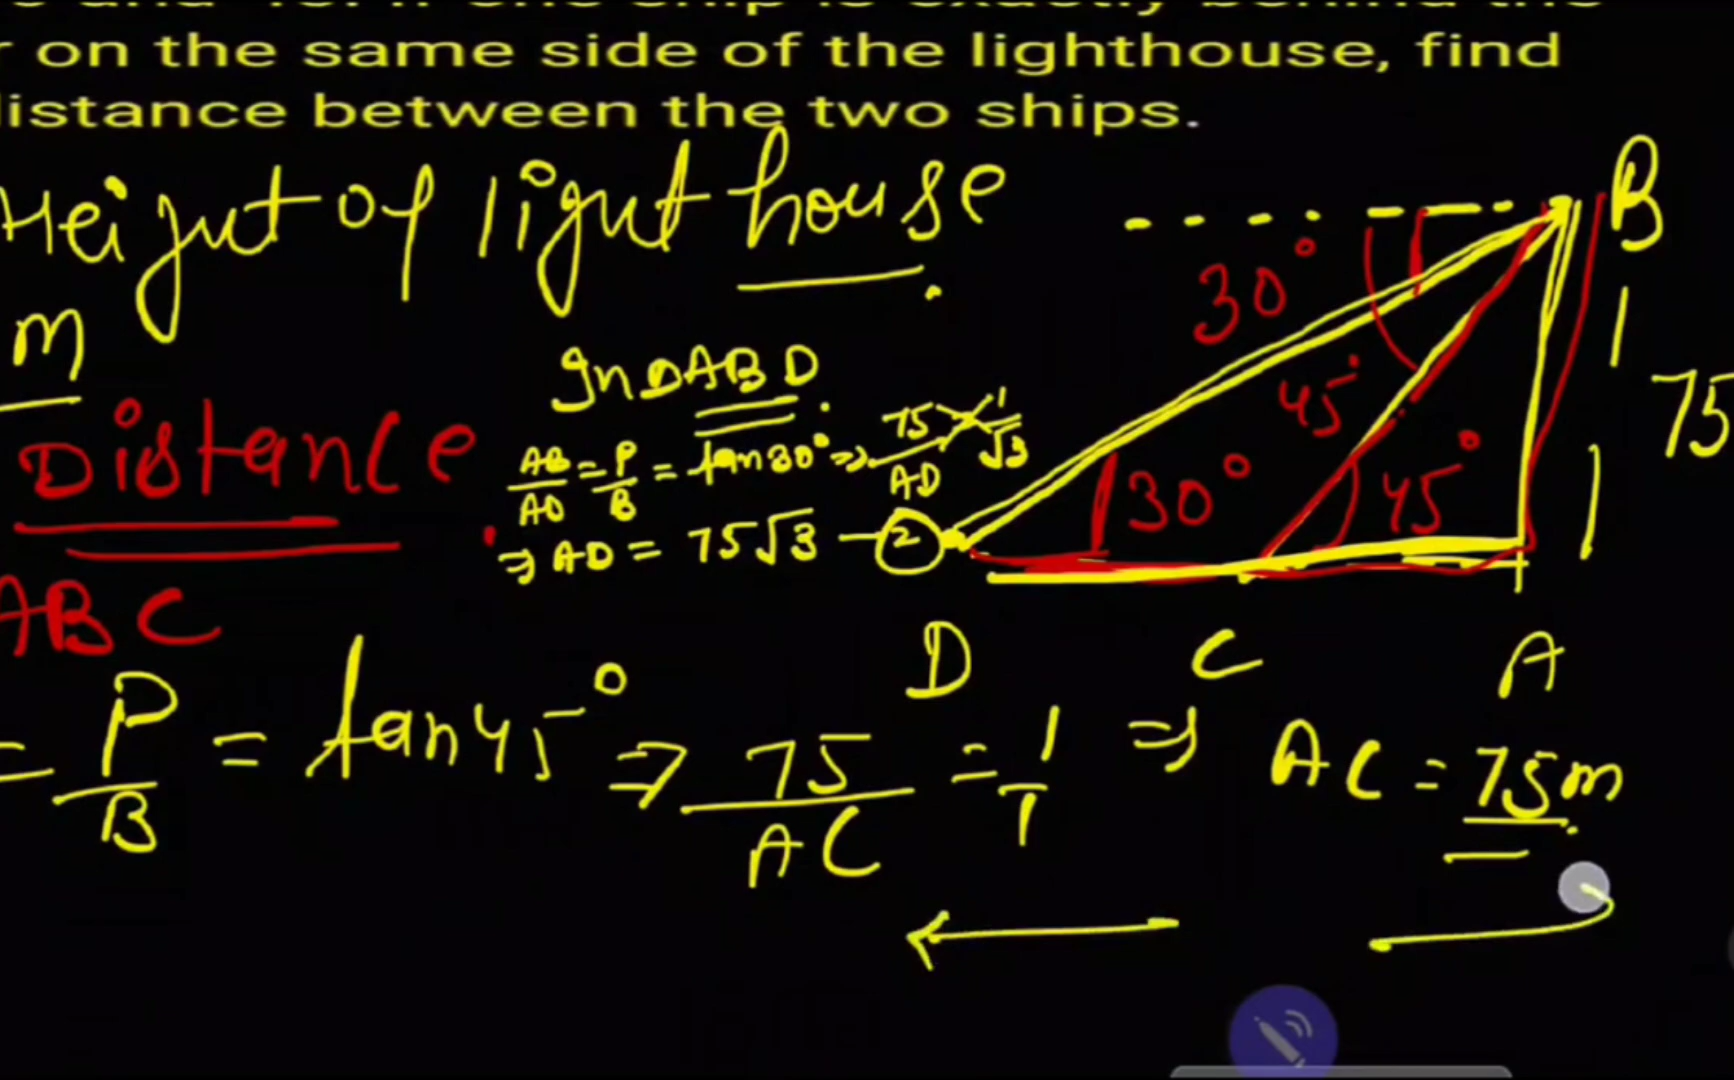 on the same side of the lighthouse, find
distance between the two ships.
Height of light house
m
Distance
In ΔABD
AB/AD = P/B = tan30° ⇒ 75/AD 1/√3
⇒ AD = 75√3 — 2
ABC
= P/B = tan45° ⇒ 75/AC = 1/1 ⇒ AC = 75m
B
30°
45°
30°
45°
75
D C A